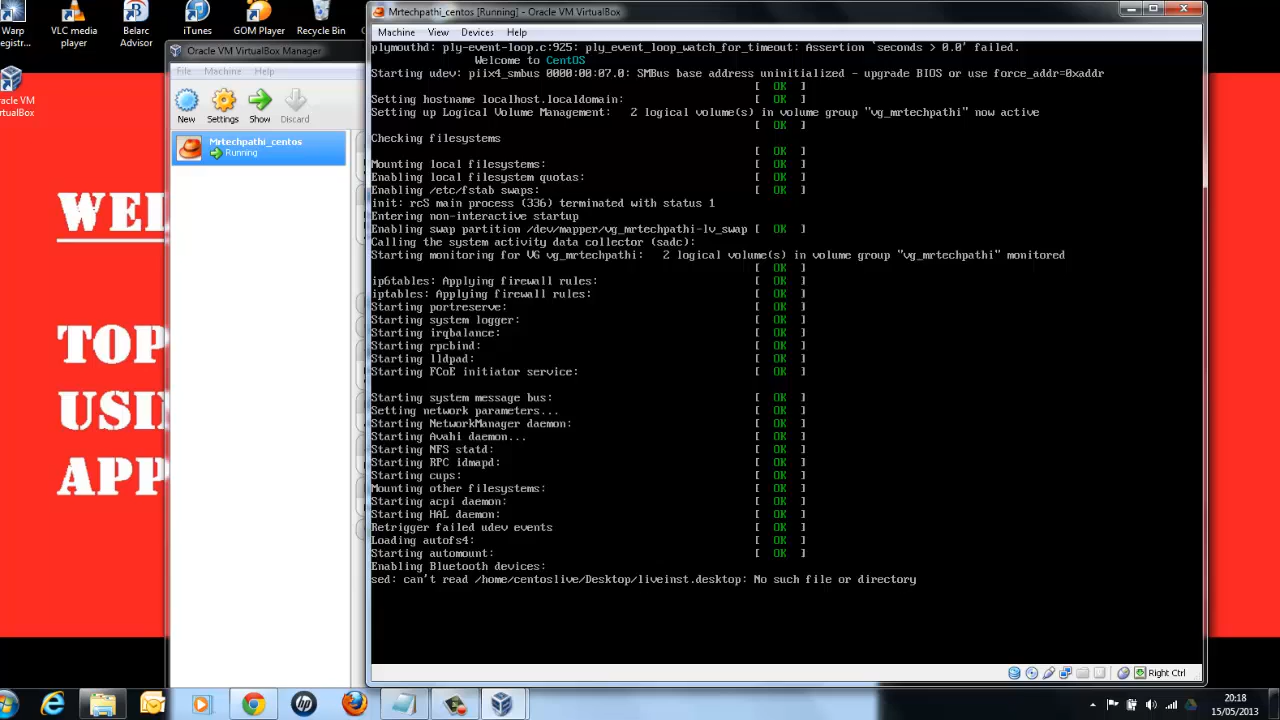 Warp
registr...
VLC media
player
Belarc
Advisor
iTunes
GOM Player
Recycle Bin
racle VM
irtualBox
WEL
TOP
USI
APP
Oracle VM VirtualBox Manager
File Machine Help
New Settings Show Discard
Mrtechpathi_centos
Running
Mrtechpathi_centos [Running] - Oracle VM VirtualBox
Machine View Devices Help
plymouthd: ply-event-loop.c:925: ply_event_loop_watch_for_timeout: Assertion `seconds > 0.0' failed.
Welcome to CentOS
Starting udev: piix4_smbus 0000:00:07.0: SMBus base address uninitialized - upgrade BIOS or use force_addr=0xaddr
[ OK ]
Setting hostname localhost.localdomain: [ OK ]
Setting up Logical Volume Management: 2 logical volume(s) in volume group "vg_mrtechpathi" now active
[ OK ]
Checking filesystems
[ OK ]
Mounting local filesystems: [ OK ]
Enabling local filesystem quotas: [ OK ]
Enabling /etc/fstab swaps: [ OK ]
init: rcS main process (336) terminated with status 1
Entering non-interactive startup
Enabling swap partition /dev/mapper/vg_mrtechpathi-lv_swap [ OK ]
Calling the system activity data collector (sadc):
Starting monitoring for VG vg_mrtechpathi: 2 logical volume(s) in volume group "vg_mrtechpathi" monitored
[ OK ]
ip6tables: Applying firewall rules: [ OK ]
iptables: Applying firewall rules: [ OK ]
Starting portreserve: [ OK ]
Starting system logger: [ OK ]
Starting irqbalance: [ OK ]
Starting rpcbind: [ OK ]
Starting lldpad: [ OK ]
Starting FCoE initiator service: [ OK ]
Starting system message bus: [ OK ]
Setting network parameters... [ OK ]
Starting NetworkManager daemon: [ OK ]
Starting Avahi daemon... [ OK ]
Starting NFS statd: [ OK ]
Starting RPC idmapd: [ OK ]
Starting cups: [ OK ]
Mounting other filesystems: [ OK ]
Starting acpi daemon: [ OK ]
Starting HAL daemon: [ OK ]
Retrigger failed udev events [ OK ]
Loading autofs4: [ OK ]
Starting automount: [ OK ]
Enabling Bluetooth devices:
sed: can't read /home/centoslive/Desktop/liveinst.desktop: No such file or directory
Right Ctrl
20:18
15/05/2013